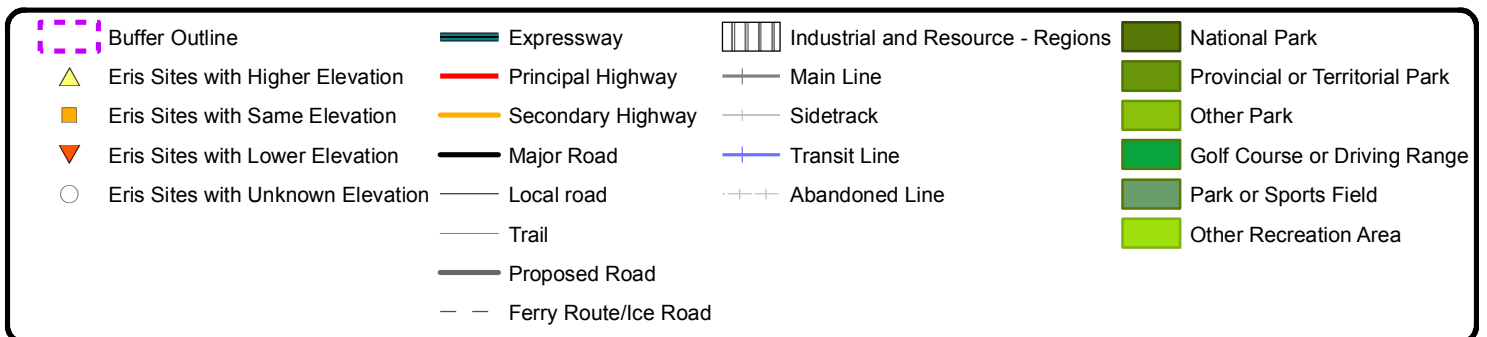 Buffer Outline
Eris Sites with Higher Elevation
Eris Sites with Same Elevation
Eris Sites with Lower Elevation
Eris Sites with Unknown Elevation
Expressway
Principal Highway
Secondary Highway
Major Road
Local road
Trail
Proposed Road
Ferry Route/Ice Road
Industrial and Resource - Regions
Main Line
Sidetrack
Transit Line
Abandoned Line
National Park
Provincial or Territorial Park
Other Park
Golf Course or Driving Range
Park or Sports Field
Other Recreation Area